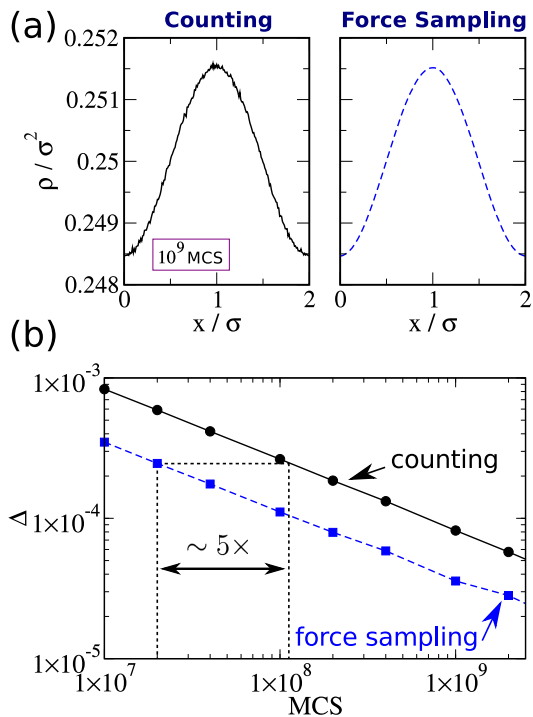 (a)
Counting
Force Sampling
0.252
0.251
0.25
0.249
0.248
ρ / σ²
10⁹ MCS
0
1
2
x / σ
0
1
2
x / σ
(b)
1×10⁻³
1×10⁻⁴
1×10⁻⁵
Δ
counting
∼ 5×
force sampling
1×10⁷
1×10⁸
1×10⁹
MCS